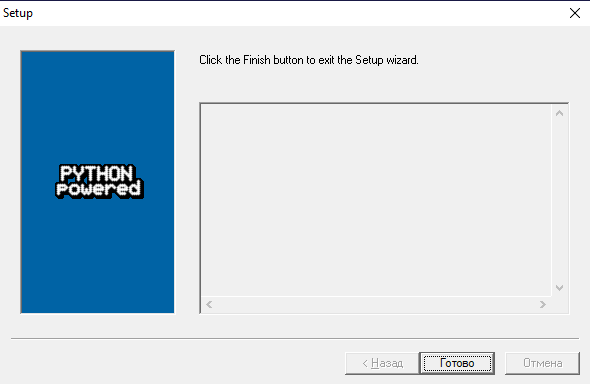 Setup
Click the Finish button to exit the Setup wizard.
PYTHON
powered
< Назад
Готово
Отмена